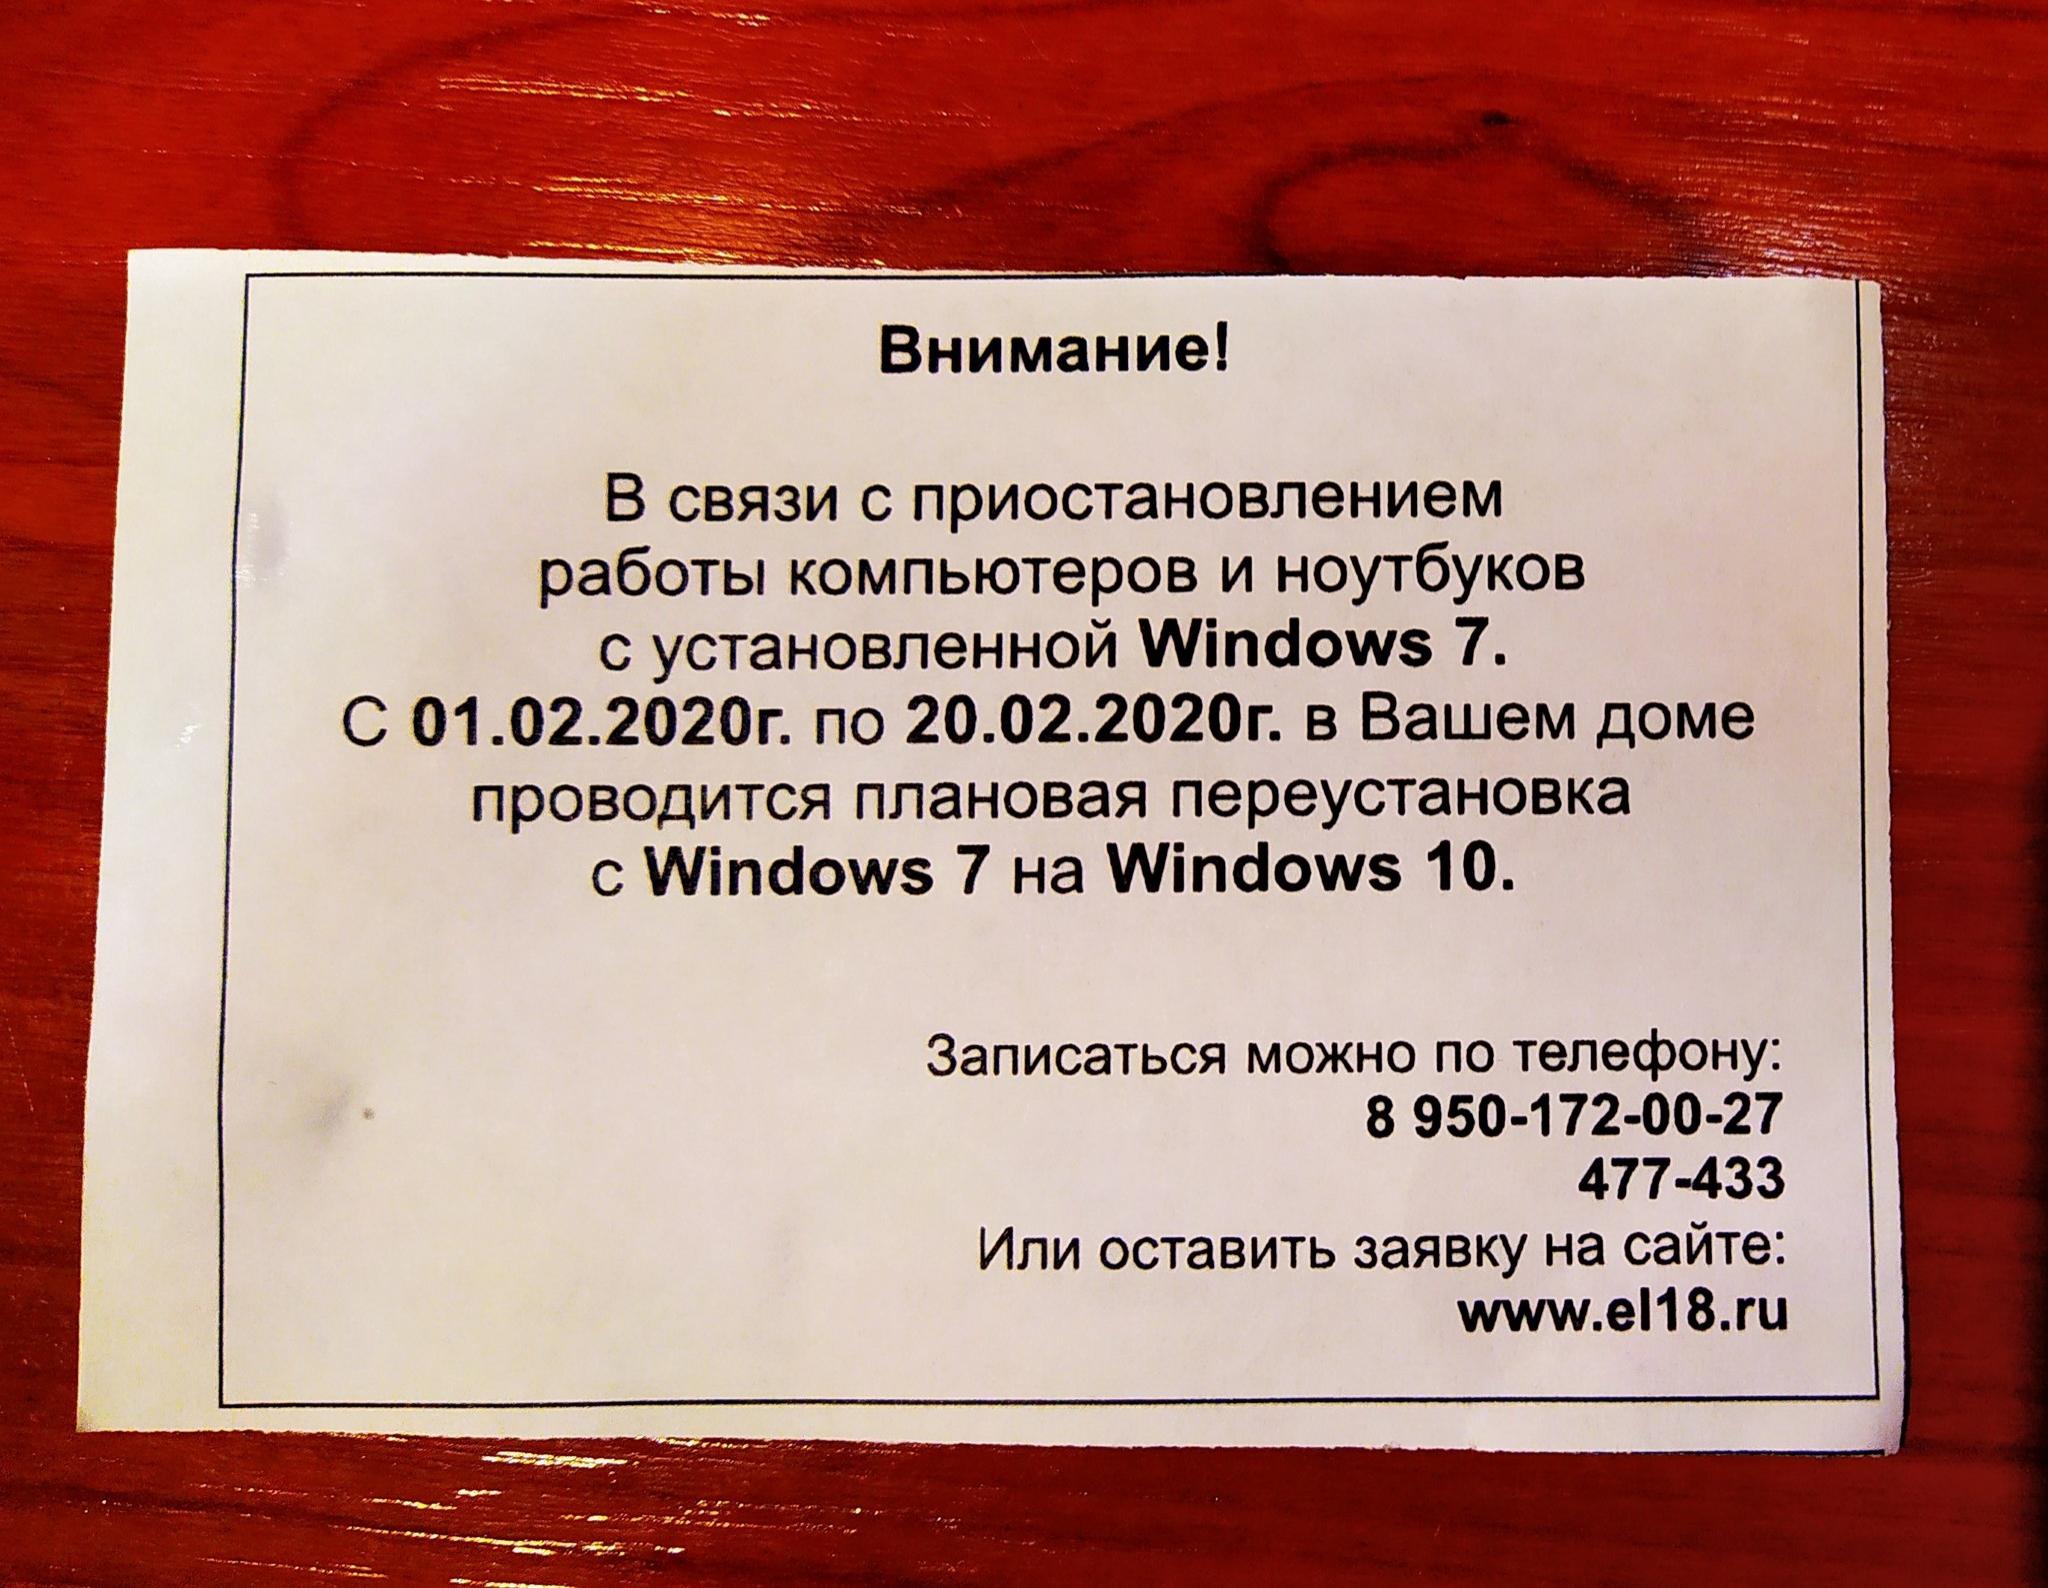 Внимание!
В связи с приостановлением
работы компьютеров и ноутбуков
с установленной Windows 7.
С 01.02.2020г. по 20.02.2020г. в Вашем доме
проводится плановая переустановка
с Windows 7 на Windows 10.
Записаться можно по телефону:
8 950-172-00-27
477-433
Или оставить заявку на сайте:
www.el18.ru